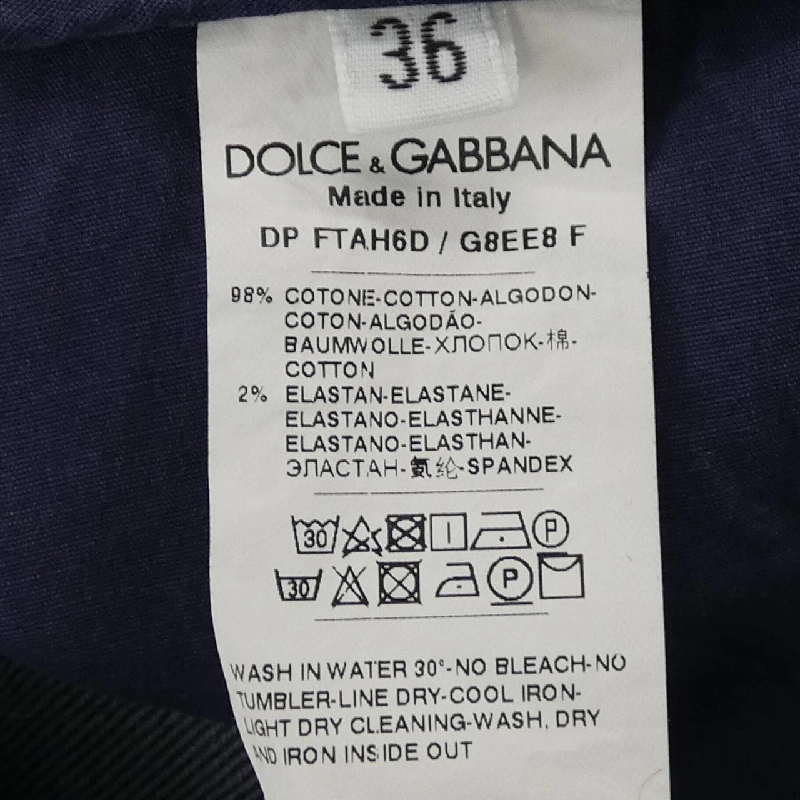 36
DOLCE & GABBANA
Made in Italy
DP FTAH6D / G8EE8 F
98% COTONE-COTTON-ALGODON-
COTON-ALGODÃO-
BAUMWOLLE-ХЛОПОК-棉-
COTTON
2% ELASTAN-ELASTANE-
ELASTANO-ELASTHANNE-
ELASTANO-ELASTHAN-
ЭЛАСТАН-氨纶-SPANDEX
30 P
30 P
WASH IN WATER 30°-NO BLEACH-NO
TUMBLER-LINE DRY-COOL IRON-
LIGHT DRY CLEANING-WASH, DRY
AND IRON INSIDE OUT